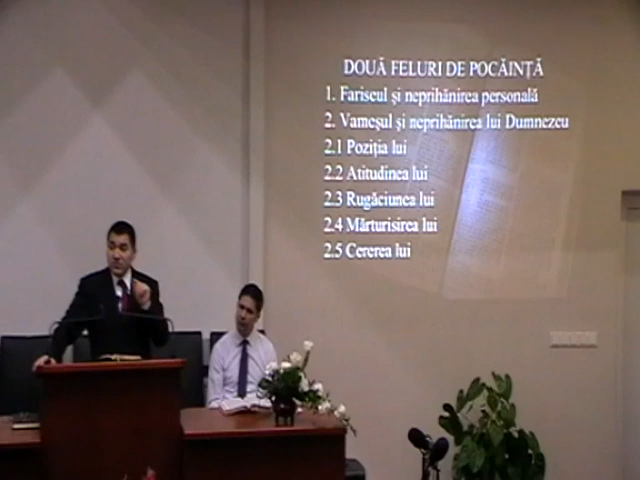 DOUĂ FELURI DE POCĂINȚĂ
1. Fariseul și neprihănirea personală
2. Vameșul și neprihănirea lui Dumnezeu
2.1 Poziția lui
2.2 Atitudinea lui
2.3 Rugăciunea lui
2.4 Mărturisirea lui
2.5 Cererea lui